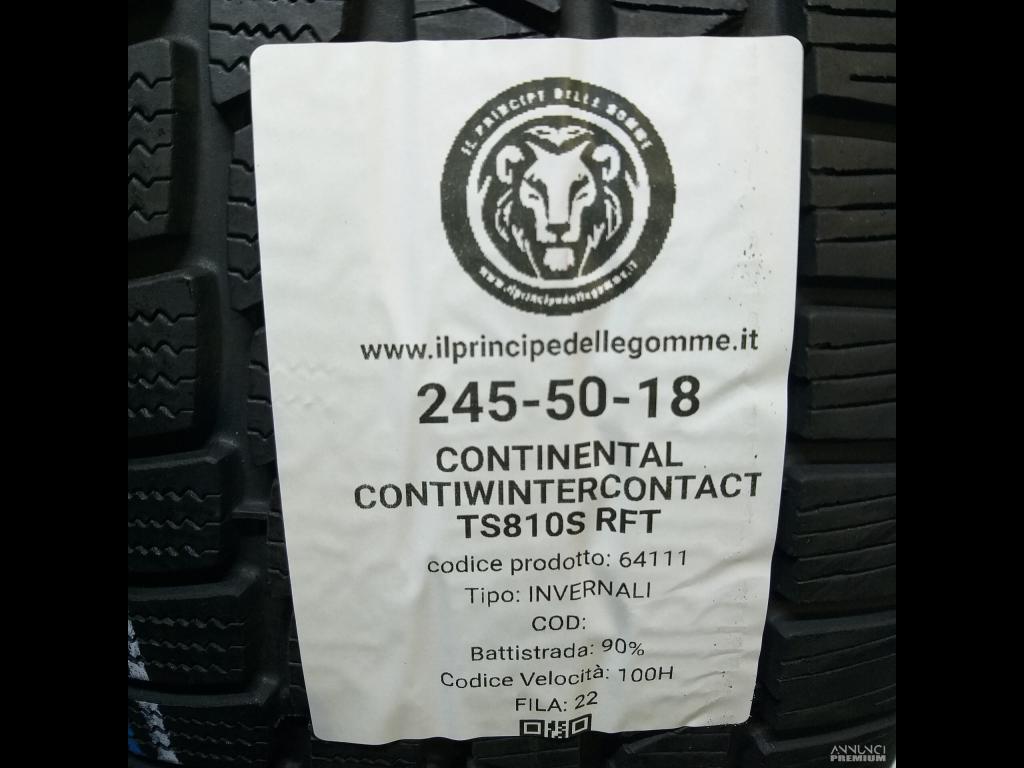 IL PRINCIPE DELLE GOMME
www.ilprincipedellegomme.it
www.ilprincipedellegomme.it
245-50-18
CONTINENTAL
CONTIWINTERCONTACT
TS810S RFT
codice prodotto: 64111
Tipo: INVERNALI
COD:
Battistrada: 90%
Codice Velocità: 100H
FILA: 22
ANNUNCI
PREMIUM